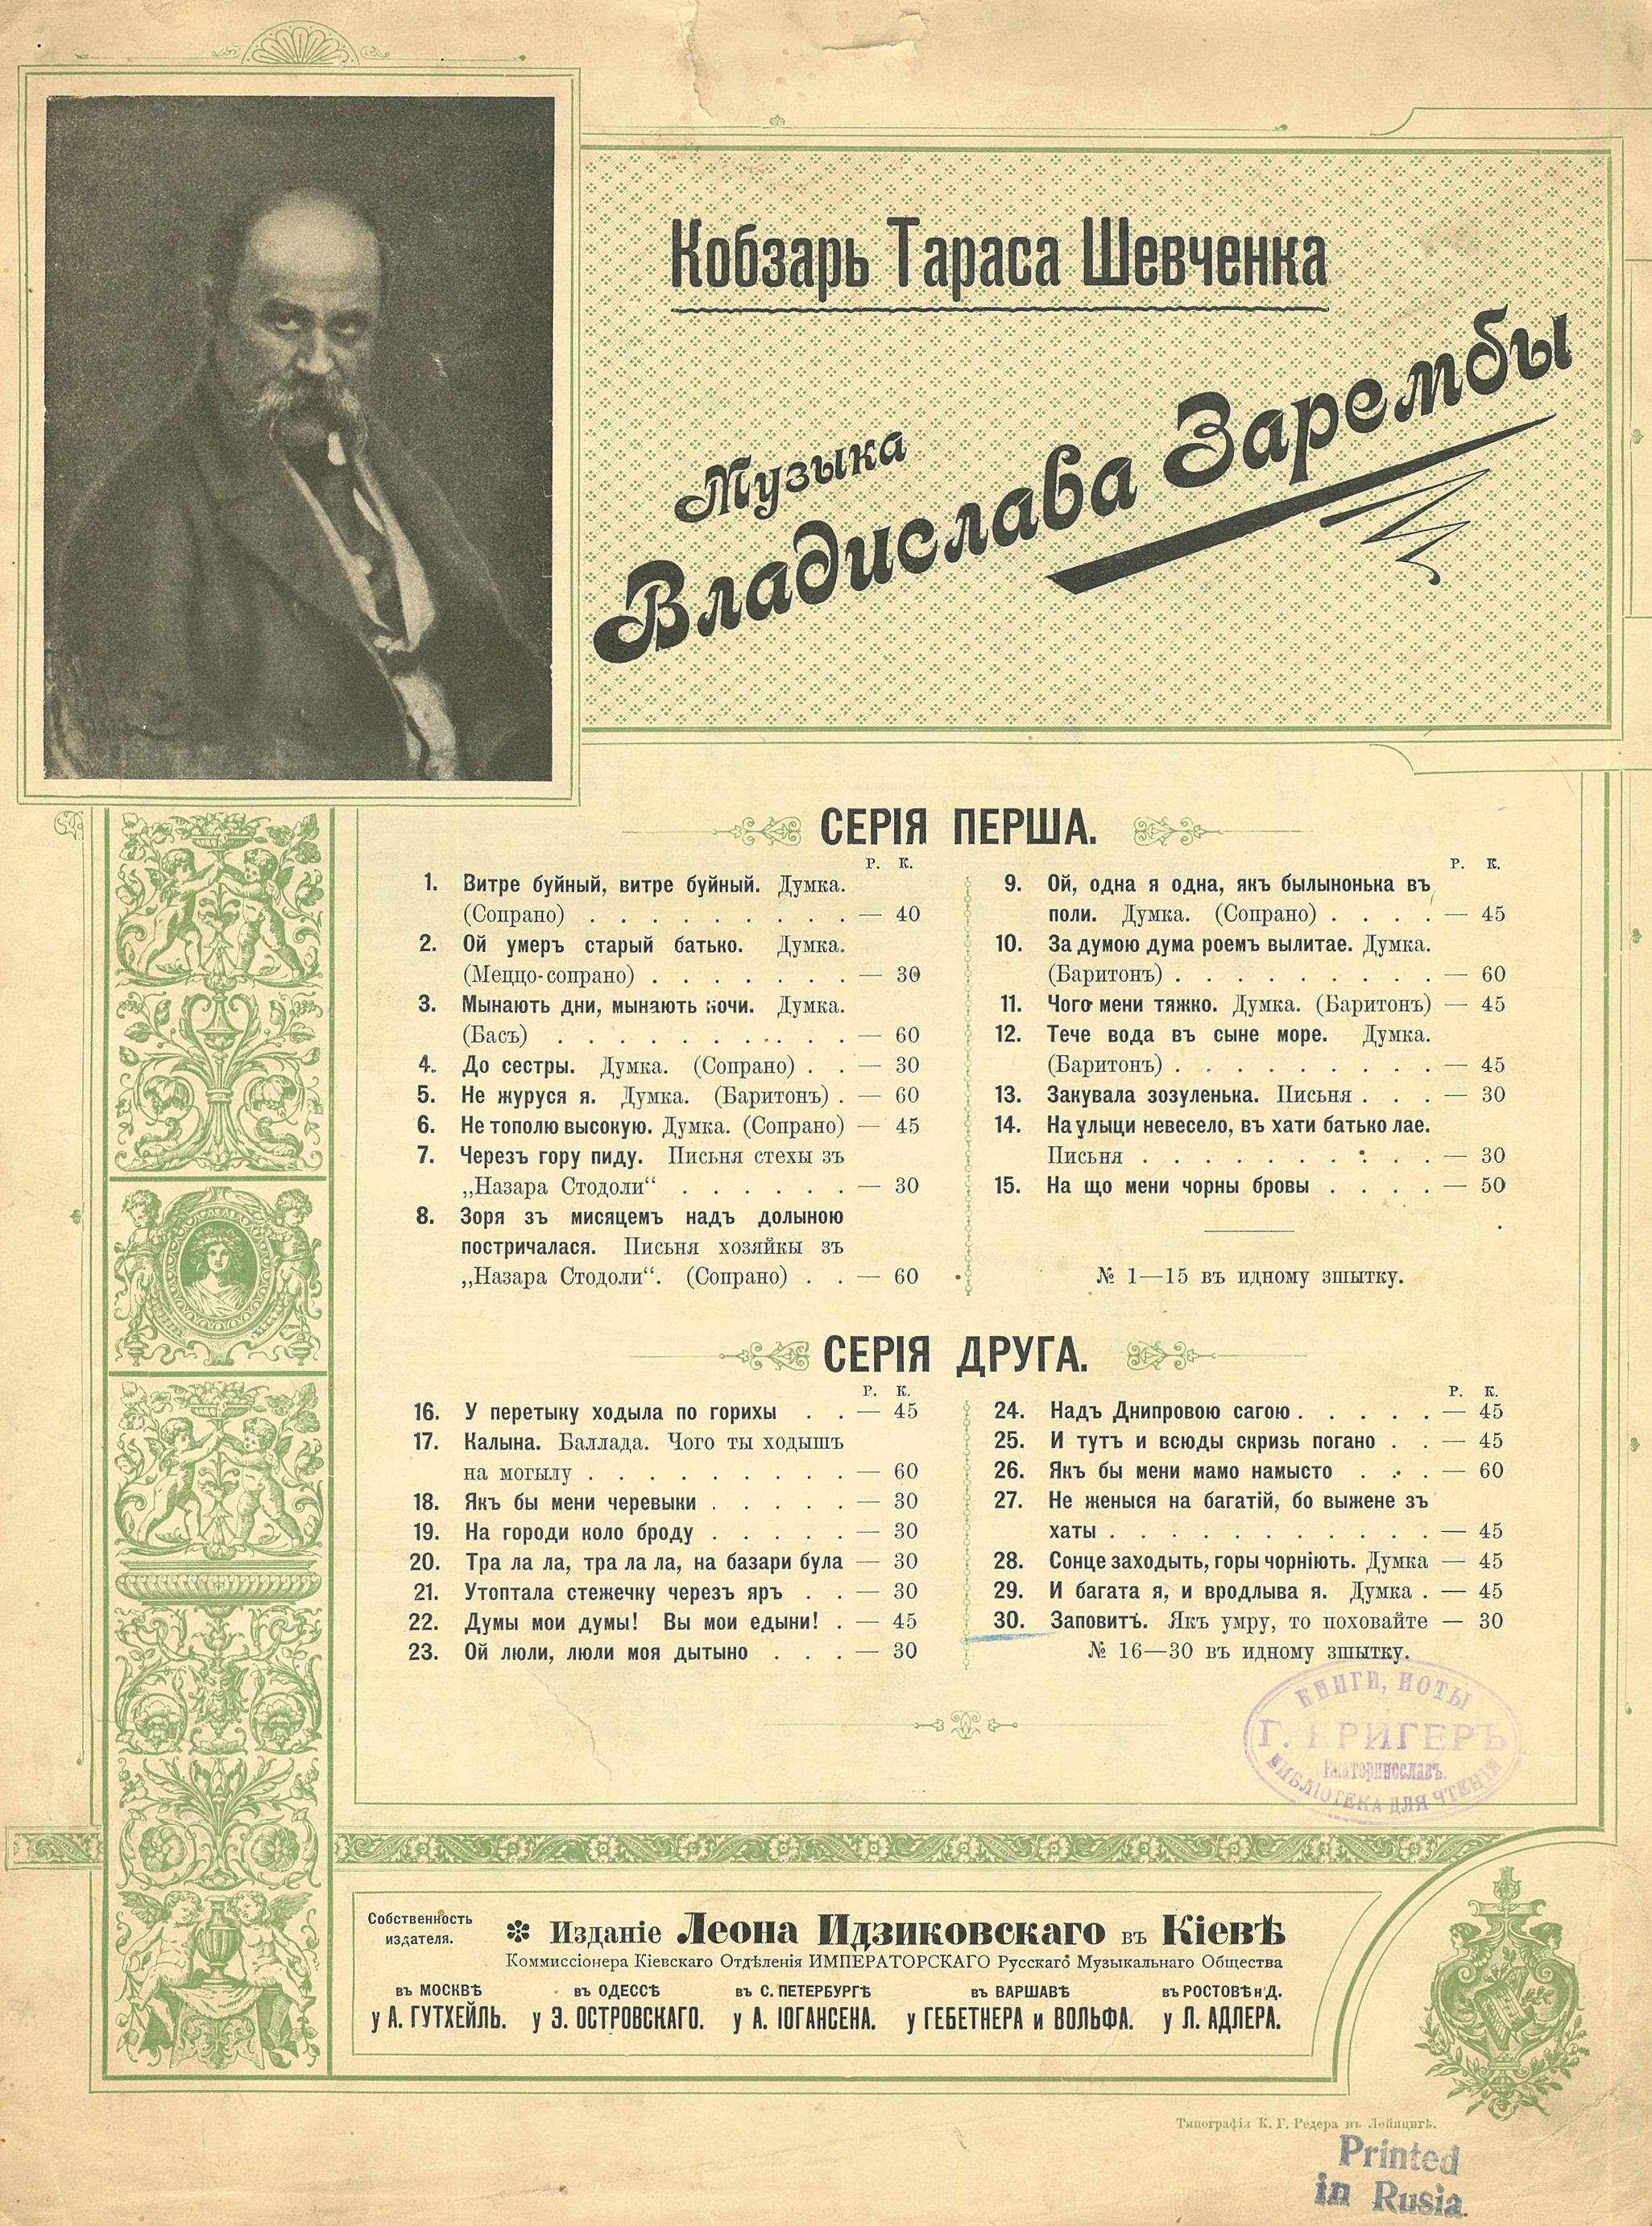 Кобзарь Тараса Шевченка
Музыка
Владислава Зарембы
СЕРІЯ ПЕРША.
Р. К.
1. Витре буйный, витре буйный. Думка.
(Сопрано) . . . . . . . . . — 40
2. Ой умеръ старый батько. Думка.
(Меццо-сопрано) . . . . . . . — 30
3. Мынають дни, мынають ночи. Думка.
(Басъ) . . . . . . . . . . — 60
4. До сестры. Думка. (Сопрано) . . — 30
5. Не журуся я. Думка. (Баритонъ) . — 60
6. Не тополю высокую. Думка. (Сопрано) — 45
7. Черезъ гору пиду. Письня стехы зъ
„Назара Стодоли“ . . . . . . — 30
8. Зоря зъ мисяцемъ надъ долыною
постричалася. Письня хозяйкы зъ
„Назара Стодоли“. (Сопрано) . . — 60
Р. К.
9. Ой, одна я одна, якъ былынонька въ
поли. Думка. (Сопрано) . . . . — 45
10. За думою дума роемъ вылитае. Думка.
(Баритонъ) . . . . . . . . . — 60
11. Чого мени тяжко. Думка. (Баритонъ) — 45
12. Тече вода въ сыне море. Думка.
(Баритонъ) . . . . . . . . . — 45
13. Закувала зозуленька. Письня . . . — 30
14. На улыци невесело, въ хати батько лае.
Письня . . . . . . . . . . — 30
15. На що мени чорны бровы . . . . — 50
№ 1—15 въ идному зшытку.
СЕРІЯ ДРУГА.
Р. К.
16. У перетыку ходыла по горихы . . — 45
17. Калына. Баллада. Чого ты ходышъ
на могылу . . . . . . . . . — 60
18. Якъ бы мени черевыки . . . . . — 30
19. На городи коло броду . . . . . — 30
20. Тра ла ла, тра ла ла, на базари була — 30
21. Утоптала стежечку черезъ яръ . . — 30
22. Думы мои думы! Вы мои едыни! . — 45
23. Ой люли, люли моя дытыно . . . — 30
Р. К.
24. Надъ Днипровою сагою . . . . . — 45
25. И тутъ и всюды скризь погано . . — 45
26. Якъ бы мени мамо намысто . . . — 60
27. Не женыся на багатій, бо выжене зъ
хаты . . . . . . . . . . . — 45
28. Сонце заходыть, горы чорніють. Думка — 45
29. И багата я, и вродлыва я. Думка . — 45
30. Заповитъ. Якъ умру, то поховайте — 30
№ 16—30 въ идному зшытку.
КНИГИ, НОТЫ
Г. КРИГЕРЪ
Екатеринославъ.
БИБЛІОТЕКА ДЛЯ ЧТЕНІЯ
Собственность
издателя.
✼ Изданіе Леона Идзиковскаго въ Кіевѣ
Коммиссіонера Кіевскаго Отдѣленія ИМПЕРАТОРСКАГО Русскаго Музыкальнаго Общества
въ МОСКВѢ въ ОДЕССѢ въ С. ПЕТЕРБУРГѢ въ ВАРШАВѢ въ РОСТОВѢ н/Д.
у А. ГУТХЕЙЛЬ. у Э. ОСТРОВСКАГО. у А. ІОГАНСЕНА. у ГЕБЕТНЕРА и ВОЛЬФА. у Л. АДЛЕРА.
Типографія К. Г. Редера въ Лейпцигѣ.
Printed
in Rusia